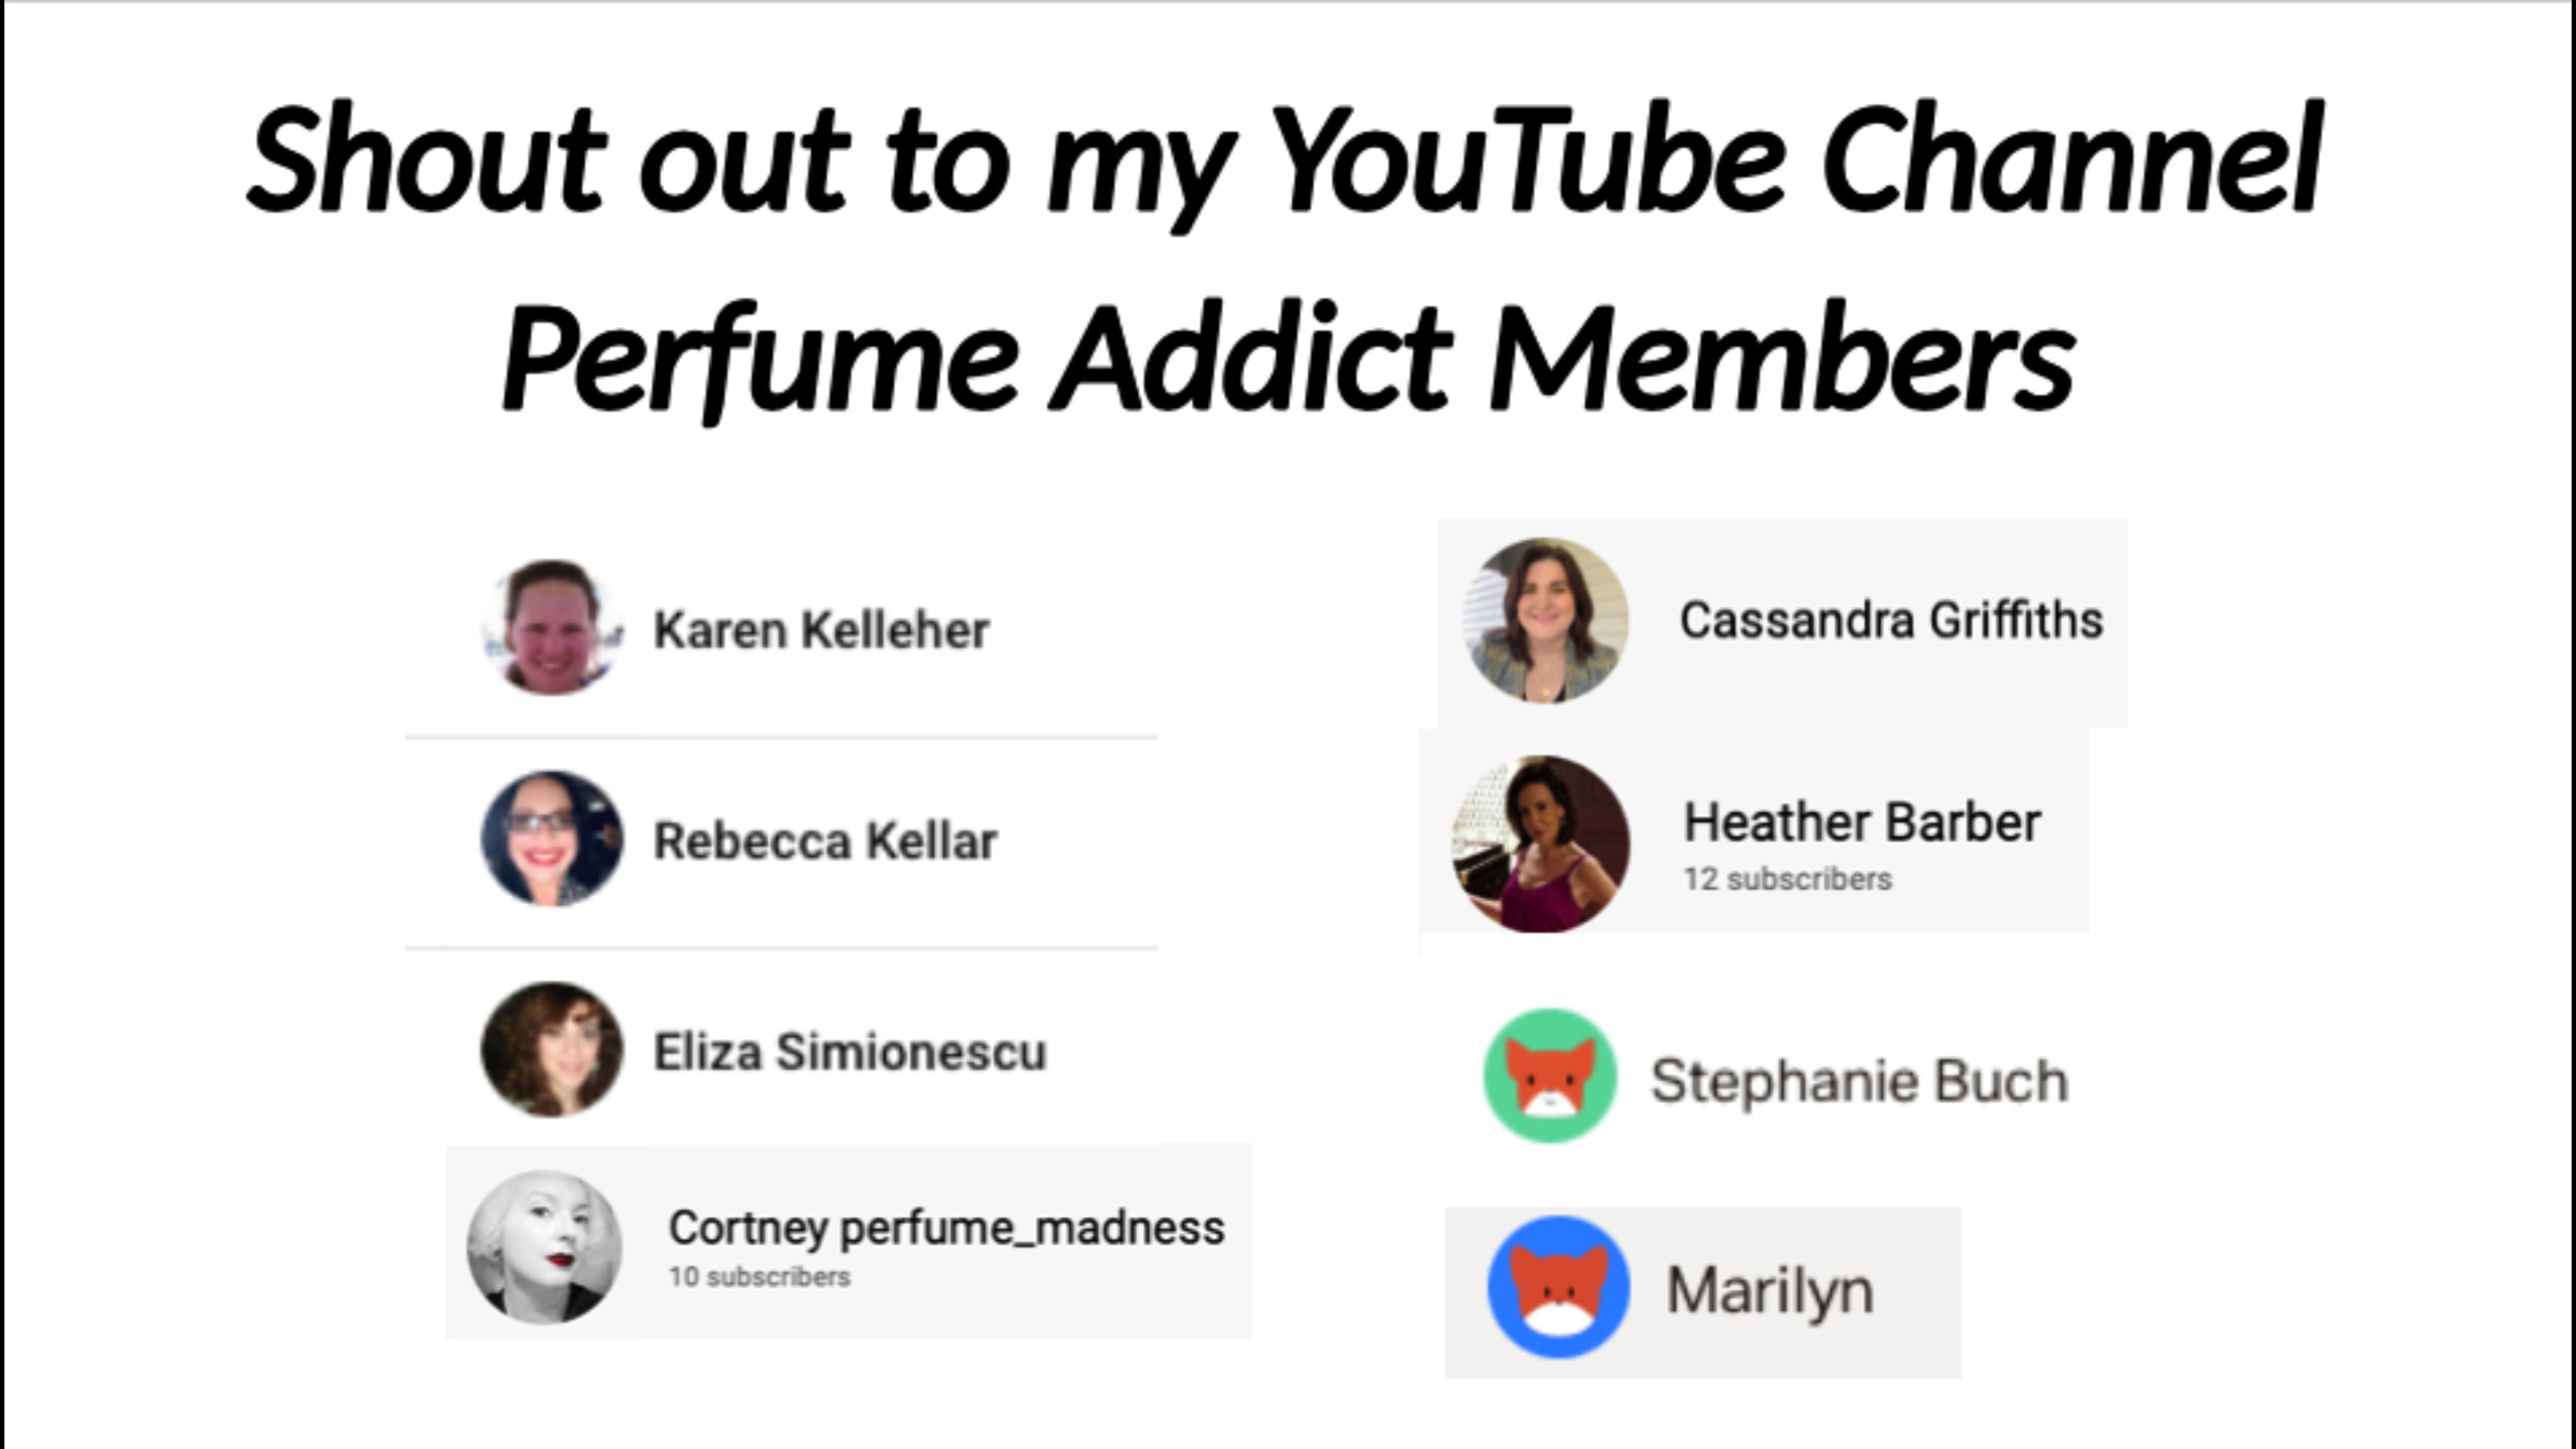 Shout out to my YouTube Channel
Perfume Addict Members
Karen Kelleher
Rebecca Kellar
Eliza Simionescu
Cortney perfume_madness
10 subscribers
Cassandra Griffiths
Heather Barber
12 subscribers
Stephanie Buch
Marilyn